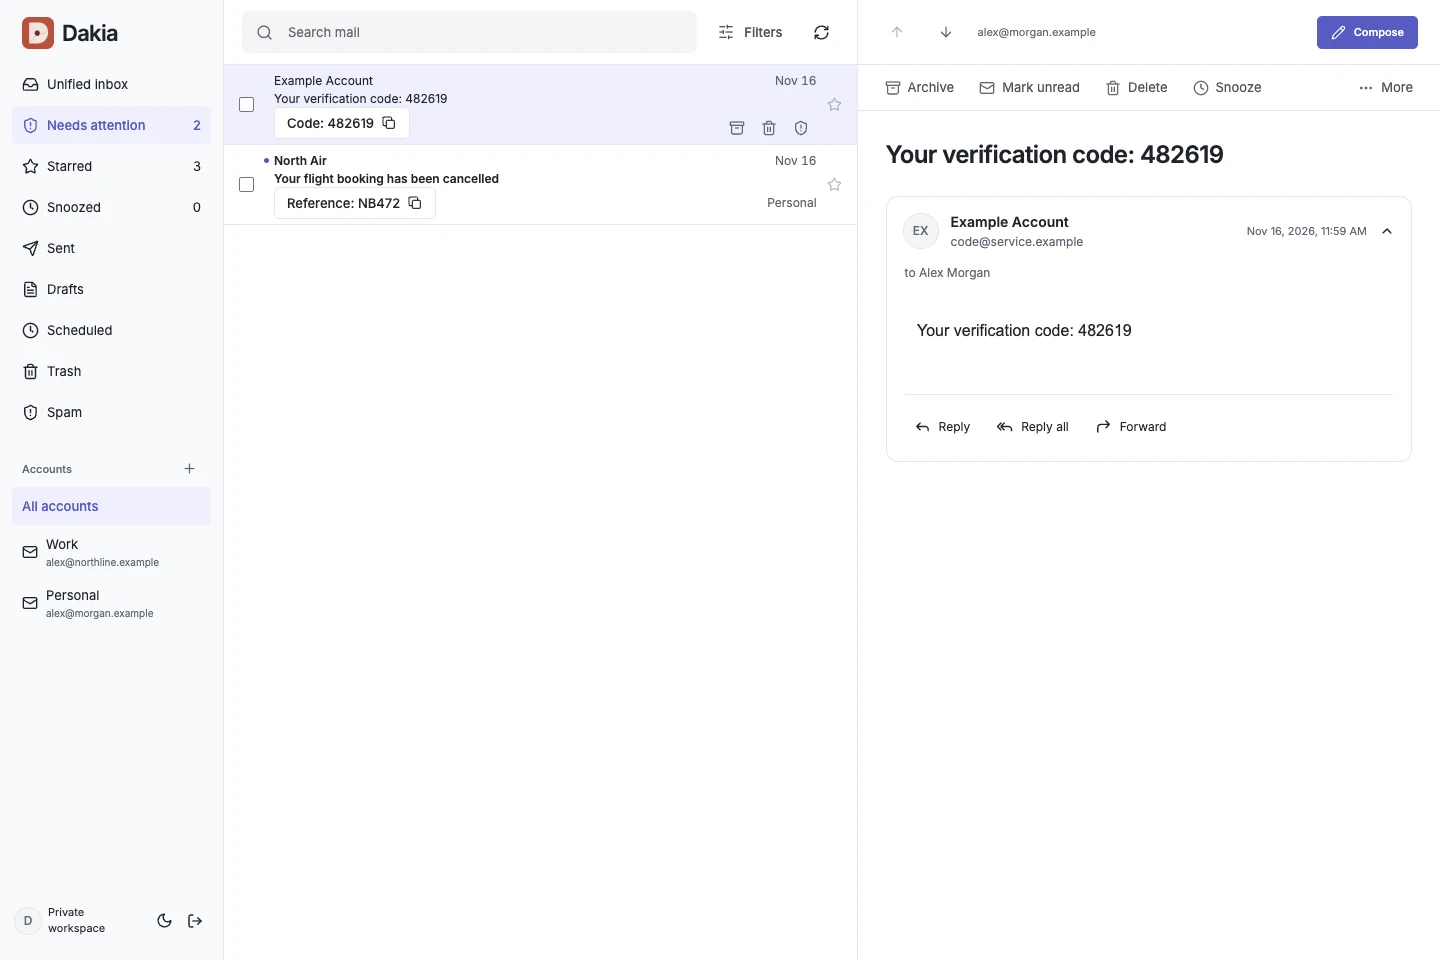 Dakia
Unified inbox
Needs attention 2
Starred 3
Snoozed 0
Sent
Drafts
Scheduled
Trash
Spam
Accounts
All accounts
Work
alex@northline.example
Personal
alex@morgan.example
D
Private
workspace
Search mail
Filters
Example Account Nov 16
Your verification code: 482619
Code: 482619
North Air Nov 16
Your flight booking has been cancelled
Reference: NB472
Personal
alex@morgan.example
Compose
Archive Mark unread Delete Snooze More
Your verification code: 482619
EX
Example Account
code@service.example
Nov 16, 2026, 11:59 AM
to Alex Morgan
Your verification code: 482619
Reply Reply all Forward